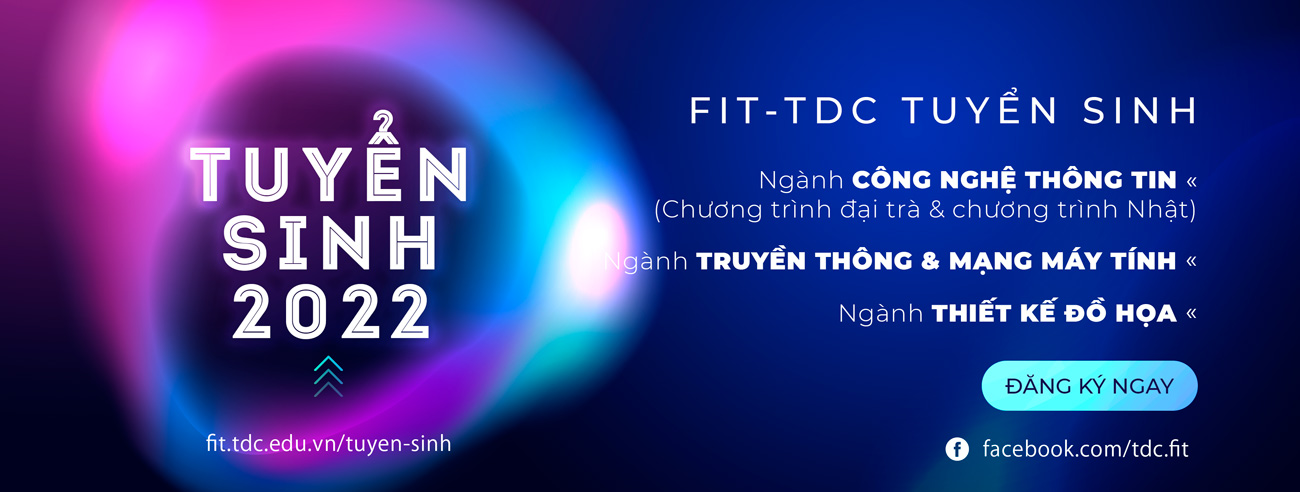 TUYỂN
SINH
2022
fit.tdc.edu.vn/tuyen-sinh
FIT-TDC TUYỂN SINH
Ngành CÔNG NGHỆ THÔNG TIN «
(Chương trình đại trà & chương trình Nhật)
Ngành TRUYỀN THÔNG & MẠNG MÁY TÍNH «
Ngành THIẾT KẾ ĐỒ HỌA «
ĐĂNG KÝ NGAY
facebook.com/tdc.fit